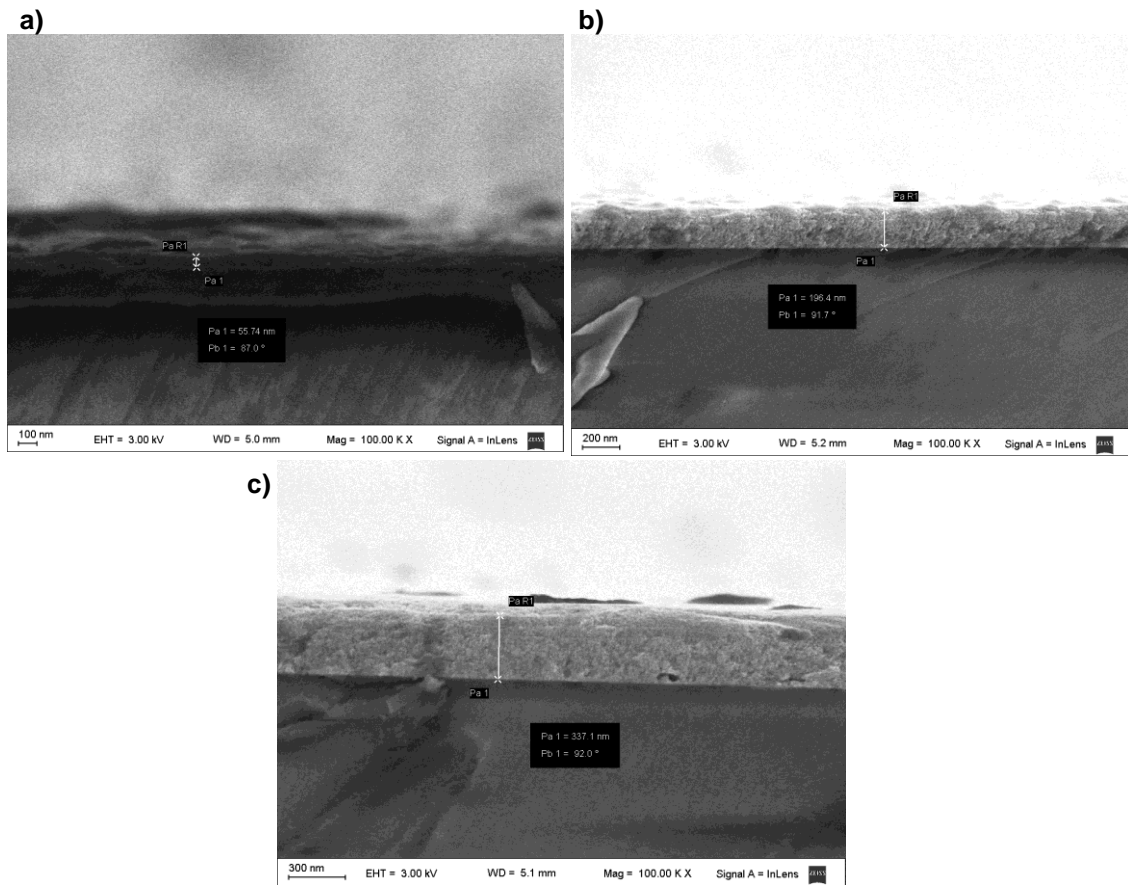 a)
Pa R1
Pa 1
Pa 1 = 55.74 nm
Pb 1 = 87.0 °
100 nm EHT = 3.00 kV WD = 5.0 mm Mag = 100.00 K X Signal A = InLens ZEISS
b)
Pa R1
Pa 1
Pa 1 = 196.4 nm
Pb 1 = 91.7 °
200 nm EHT = 3.00 kV WD = 5.2 mm Mag = 100.00 K X Signal A = InLens ZEISS
c)
Pa R1
Pa 1
Pa 1 = 337.1 nm
Pb 1 = 92.0 °
300 nm EHT = 3.00 kV WD = 5.1 mm Mag = 100.00 K X Signal A = InLens ZEISS